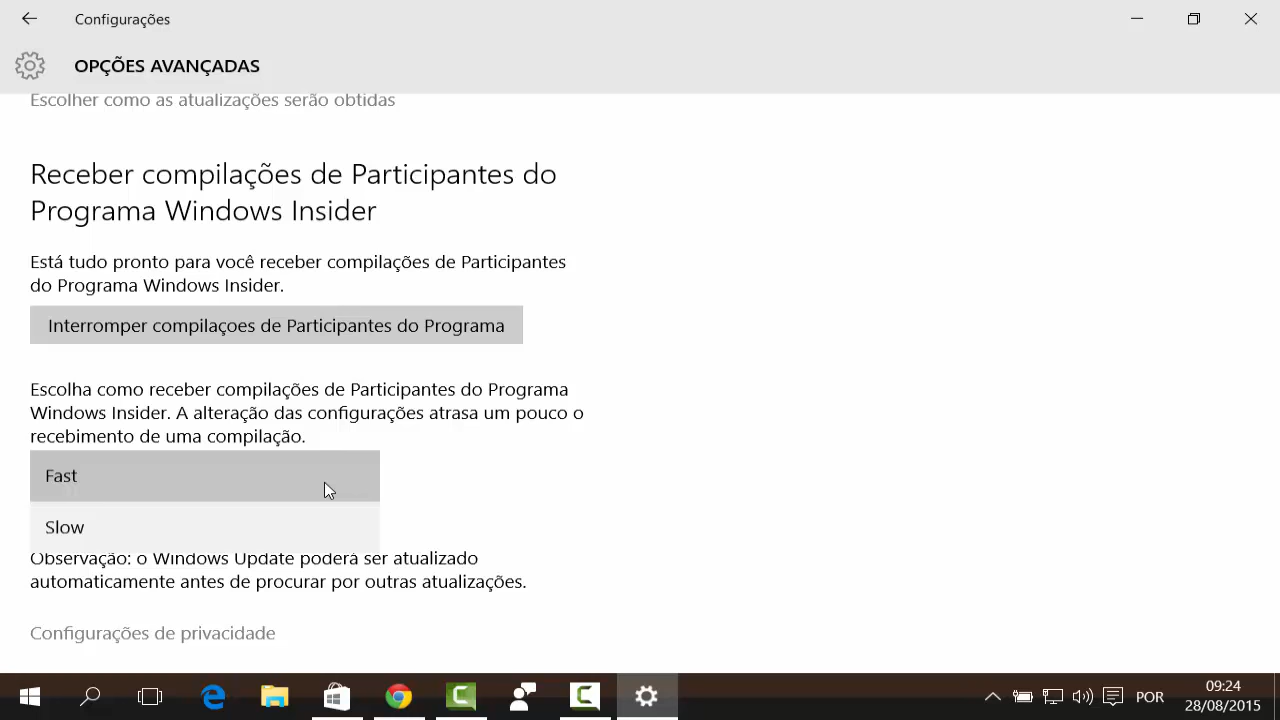 Configurações
OPÇÕES AVANÇADAS
Escolher como as atualizações serão obtidas
Receber compilações de Participantes do
Programa Windows Insider
Está tudo pronto para você receber compilações de Participantes
do Programa Windows Insider.
Interromper compilaçoes de Participantes do Programa
Escolha como receber compilações de Participantes do Programa
Windows Insider. A alteração das configurações atrasa um pouco o
recebimento de uma compilação.
Fast
Slow
Observação: o Windows Update poderá ser atualizado
automaticamente antes de procurar por outras atualizações.
Configurações de privacidade
POR
09:24
28/08/2015